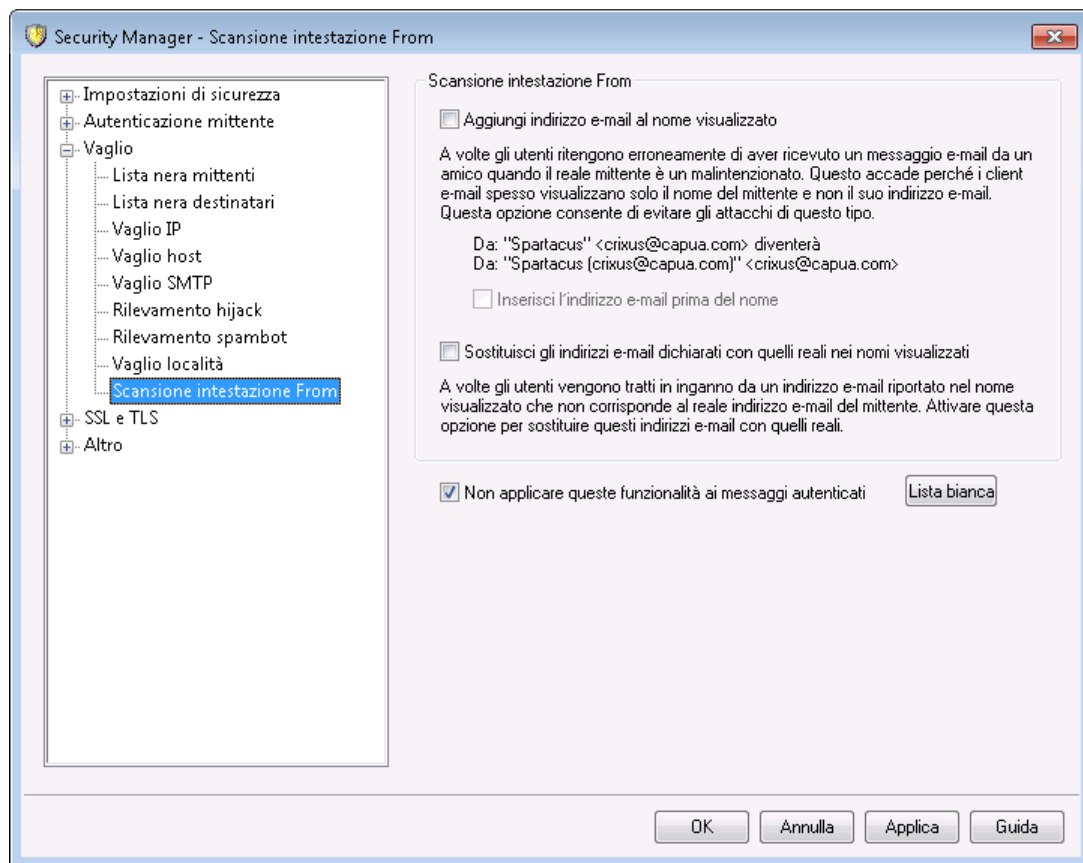 Security Manager - Scansione intestazione From
Impostazioni di sicurezza
Autenticazione mittente
Vaglio
Lista nera mittenti
Lista nera destinatari
Vaglio IP
Vaglio host
Vaglio SMTP
Rilevamento hijack
Rilevamento spambot
Vaglio località
Scansione intestazione From
SSL e TLS
Altro
Scansione intestazione From
Aggiungi indirizzo e-mail al nome visualizzato
A volte gli utenti ritengono erroneamente di aver ricevuto un messaggio e-mail da un
amico quando il reale mittente è un malintenzionato. Questo accade perché i client
e-mail spesso visualizzano solo il nome del mittente e non il suo indirizzo e-mail.
Questa opzione consente di evitare gli attacchi di questo tipo.
Da: "Spartacus" <crixus@capua.com> diventerà
Da: "Spartacus (crixus@capua.com)" <crixus@capua.com>
Inserisci l'indirizzo e-mail prima del nome
Sostituisci gli indirizzi e-mail dichiarati con quelli reali nei nomi visualizzati
A volte gli utenti vengono tratti in inganno da un indirizzo e-mail riportato nel nome
visualizzato che non corrisponde al reale indirizzo e-mail del mittente. Attivare questa
opzione per sostituire questi indirizzi e-mail con quelli reali.
Non applicare queste funzionalità ai messaggi autenticati
Lista bianca
OK
Annulla
Applica
Guida